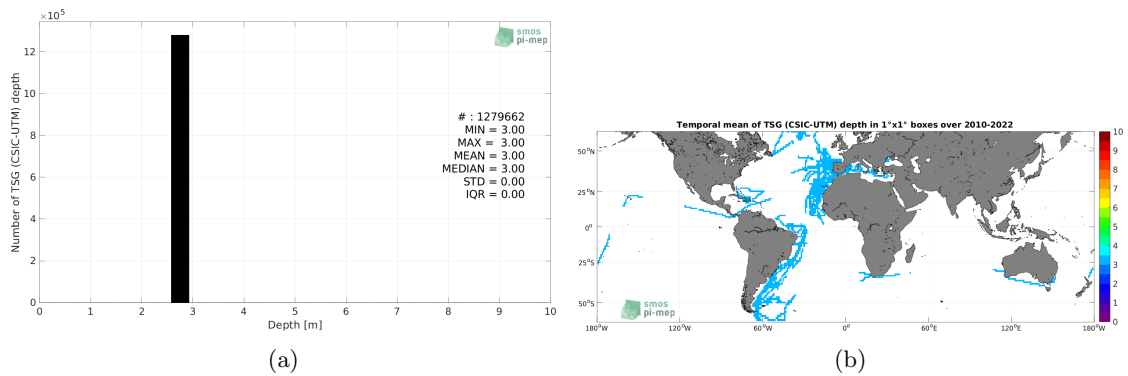 ×10⁵
smos
pi-mep
12
10
8
6
4
2
0
Number of TSG (CSIC-UTM) depth
# : 1279662
MIN = 3.00
MAX = 3.00
MEAN = 3.00
MEDIAN = 3.00
STD = 0.00
IQR = 0.00
0 1 2 3 4 5 6 7 8 9 10
Depth [m]
(a)
Temporal mean of TSG (CSIC-UTM) depth in 1°x1° boxes over 2010-2022
50°N
25°N
0°
25°S
50°S
smos
pi-mep
180°W 120°W 60°W 0° 60°E 120°E 180°W
10
9
8
7
6
5
4
3
2
1
0
(b)